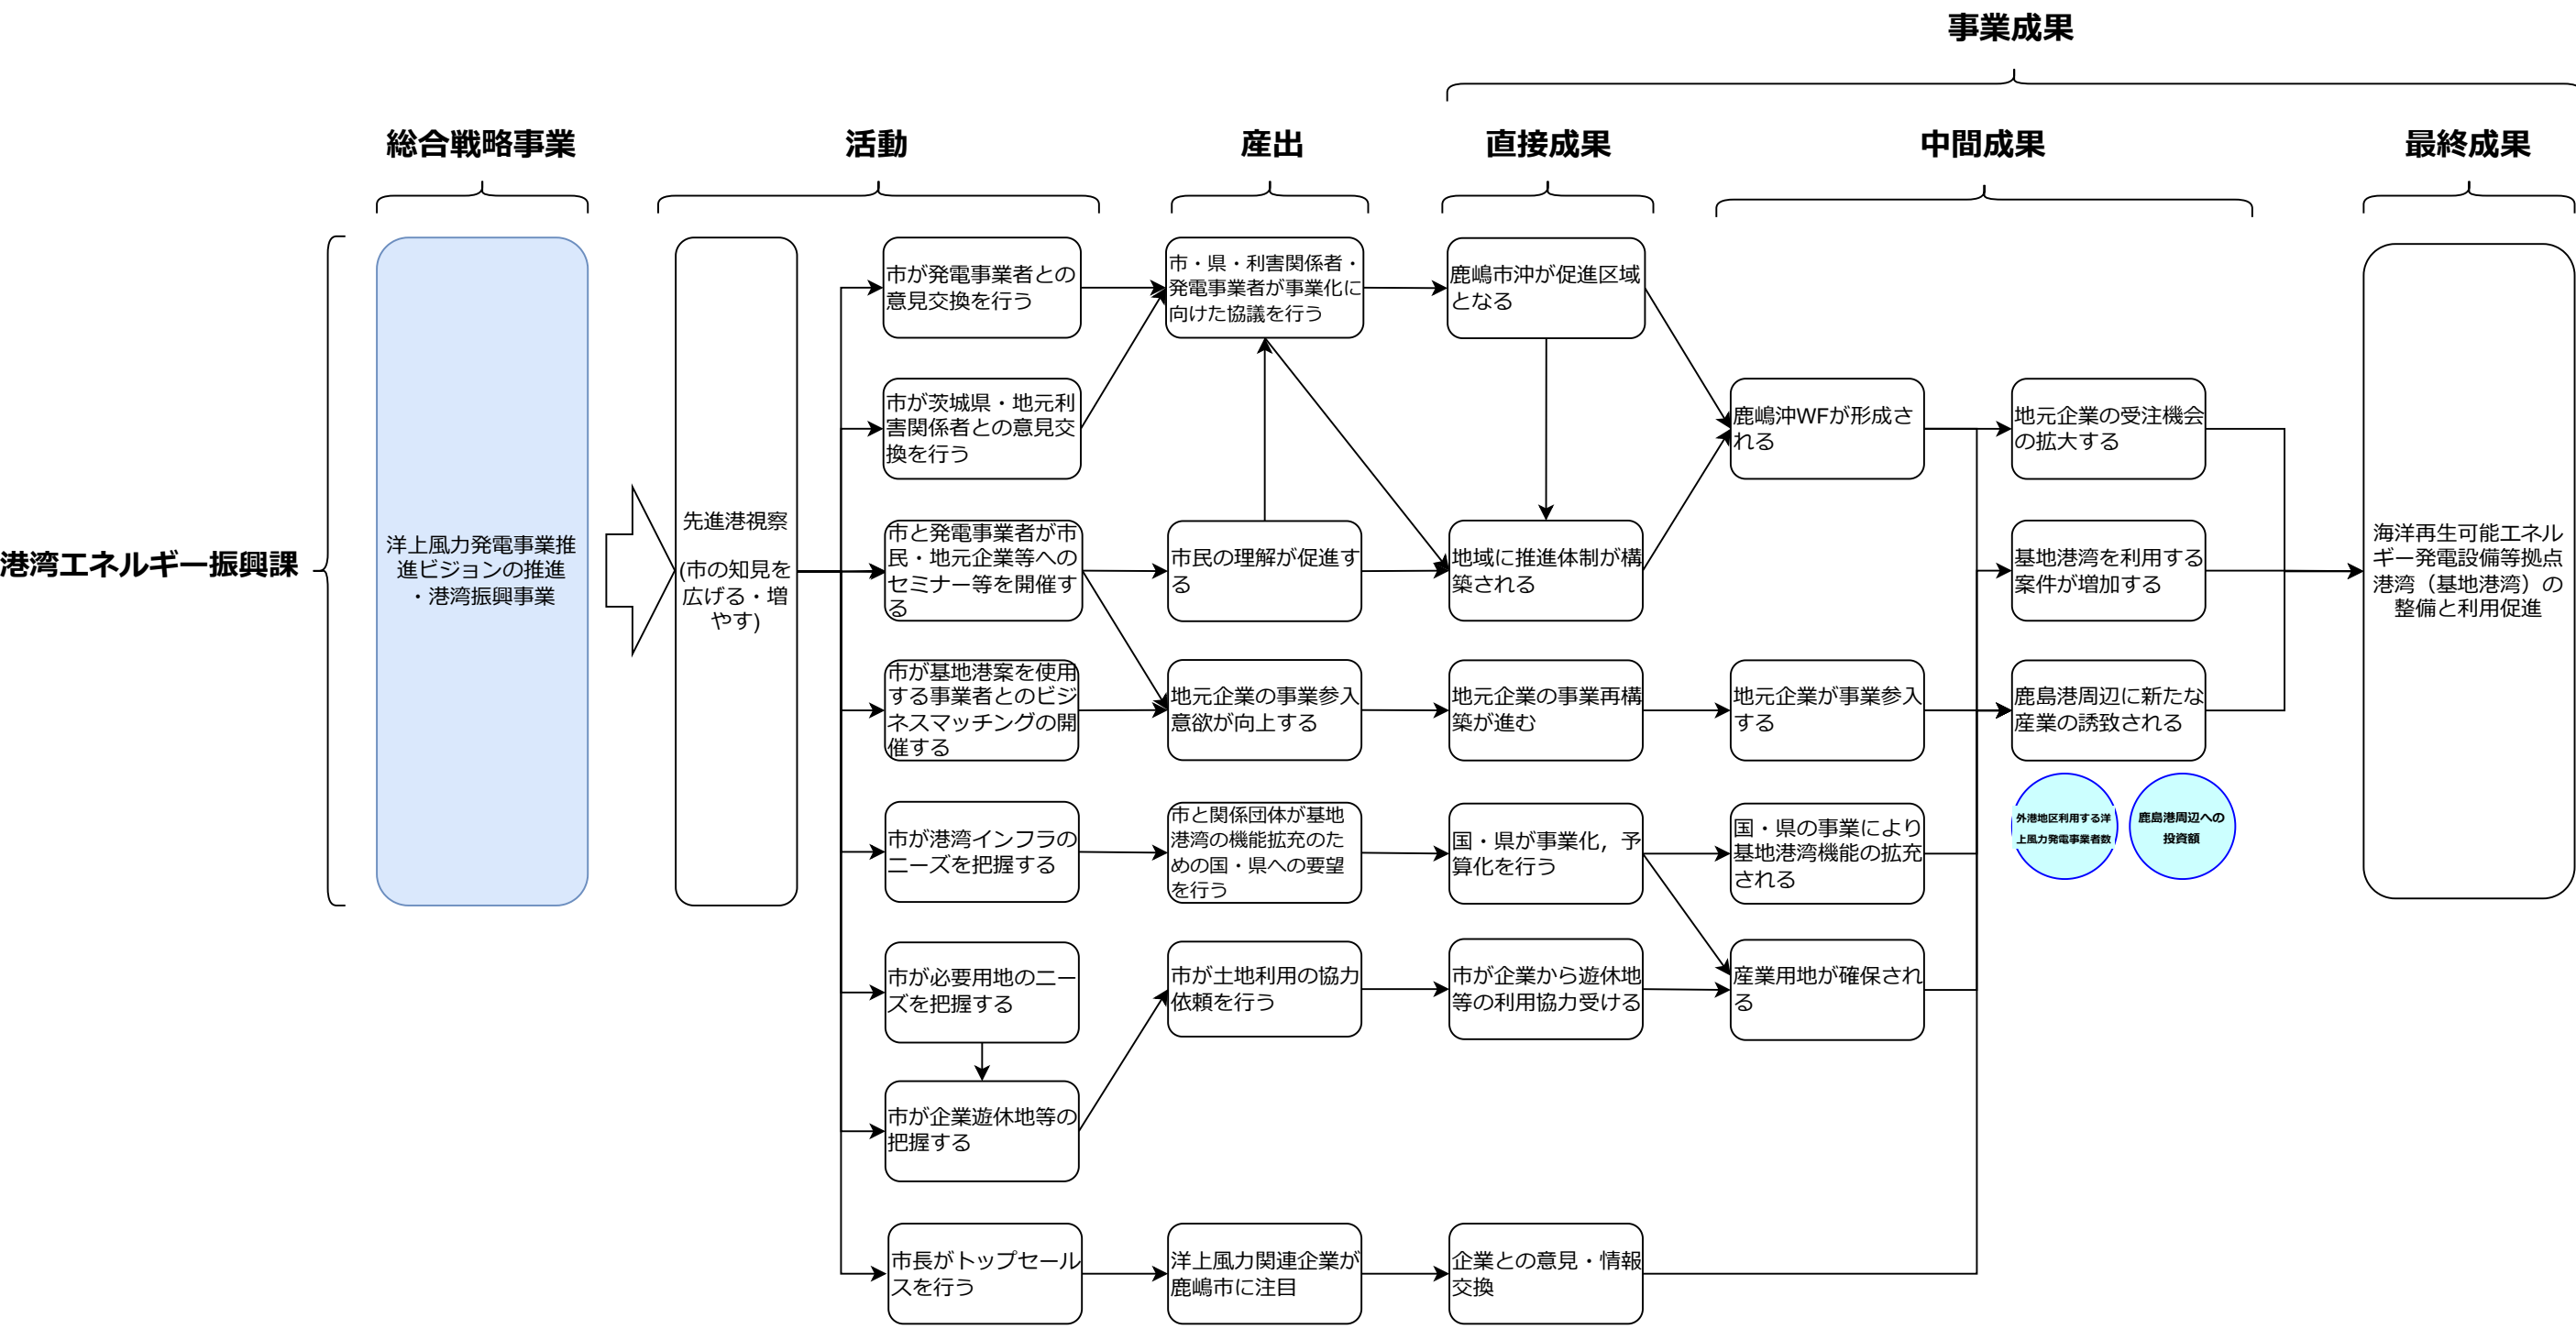 事業成果
総合戦略事業
活動
産出
直接成果
中間成果
最終成果
港湾エネルギー振興課
洋上風力発電事業推
進ビジョンの推進
・港湾振興事業
先進港視察
(市の知見を
広げる・増
やす)
市が発電事業者との
意見交換を行う
市が茨城県・地元利
害関係者との意見交
換を行う
市と発電事業者が市
民・地元企業等への
セミナー等を開催す
る
市が基地港案を使用
する事業者とのビジ
ネスマッチングの開
催する
市が港湾インフラの
ニーズを把握する
市が必要用地のニー
ズを把握する
市が企業遊休地等の
把握する
市長がトップセール
スを行う
市・県・利害関係者・
発電事業者が事業化に
向けた協議を行う
市民の理解が促進す
る
地元企業の事業参入
意欲が向上する
市と関係団体が基地
港湾の機能拡充のた
めの国・県への要望
を行う
市が土地利用の協力
依頼を行う
洋上風力関連企業が
鹿嶋市に注目
鹿嶋市沖が促進区域
となる
地域に推進体制が構
築される
地元企業の事業再構
築が進む
国・県が事業化，予
算化を行う
市が企業から遊休地
等の利用協力受ける
企業との意見・情報
交換
鹿嶋沖WFが形成さ
れる
地元企業が事業参入
する
国・県の事業により
基地港湾機能の拡充
される
産業用地が確保され
る
地元企業の受注機会
の拡大する
基地港湾を利用する
案件が増加する
鹿島港周辺に新たな
産業の誘致される
外港地区利用する洋
上風力発電事業者数
鹿島港周辺への
投資額
海洋再生可能エネル
ギー発電設備等拠点
港湾（基地港湾）の
整備と利用促進